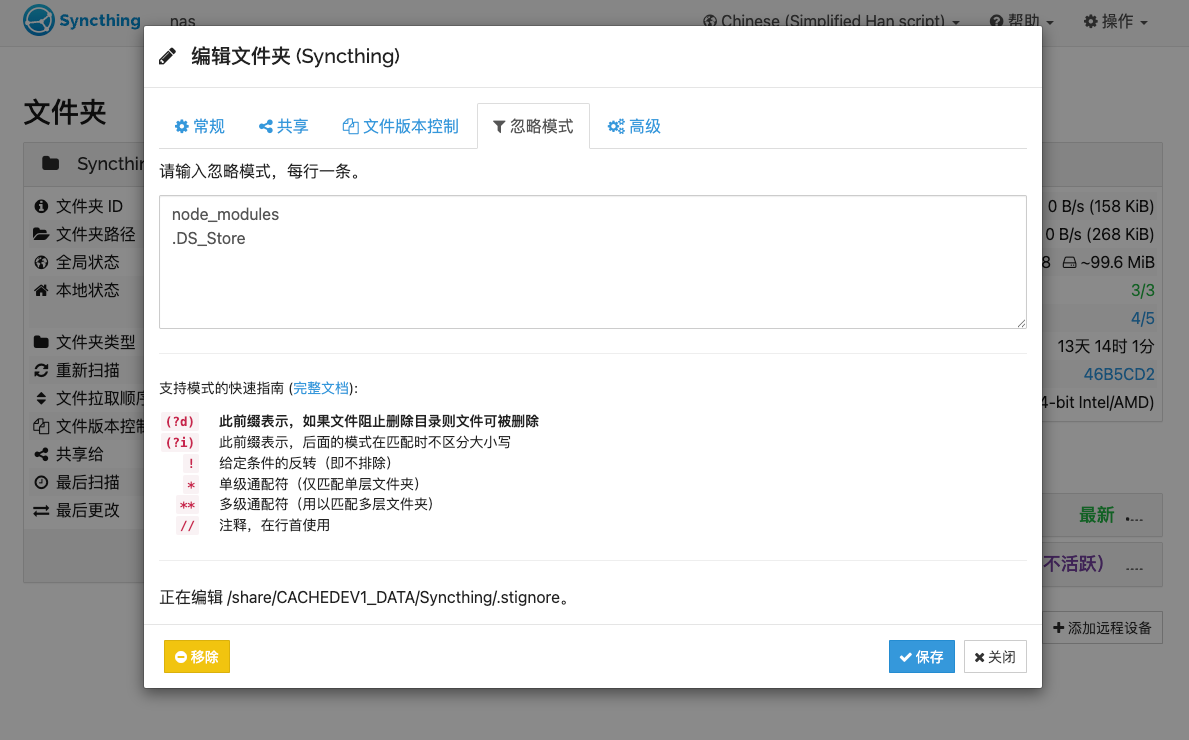 Syncthing nas Chinese (Simplified Han script) 帮助 操作
编辑文件夹 (Syncthing)
文件夹
常规 共享 文件版本控制 忽略模式 高级
请输入忽略模式，每行一条。
node_modules
.DS_Store
Syncthin
文件夹 ID
文件夹路径
全局状态
本地状态
文件夹类型
重新扫描
文件拉取顺序
文件版本控制
共享给
最后扫描
最后更改
0 B/s (158 KiB)
0 B/s (268 KiB)
8 ~99.6 MiB
3/3
4/5
13天 14时 1分
46B5CD2
4-bit Intel/AMD)
支持模式的快速指南 (完整文档):
(?d) 此前缀表示，如果文件阻止删除目录则文件可被删除
(?i) 此前缀表示，后面的模式在匹配时不区分大小写
! 给定条件的反转（即不排除）
* 单级通配符（仅匹配单层文件夹）
** 多级通配符（用以匹配多层文件夹）
// 注释，在行首使用
最新
不活跃）
正在编辑 /share/CACHEDEV1_DATA/Syncthing/.stignore。
添加远程设备
移除 保存 关闭